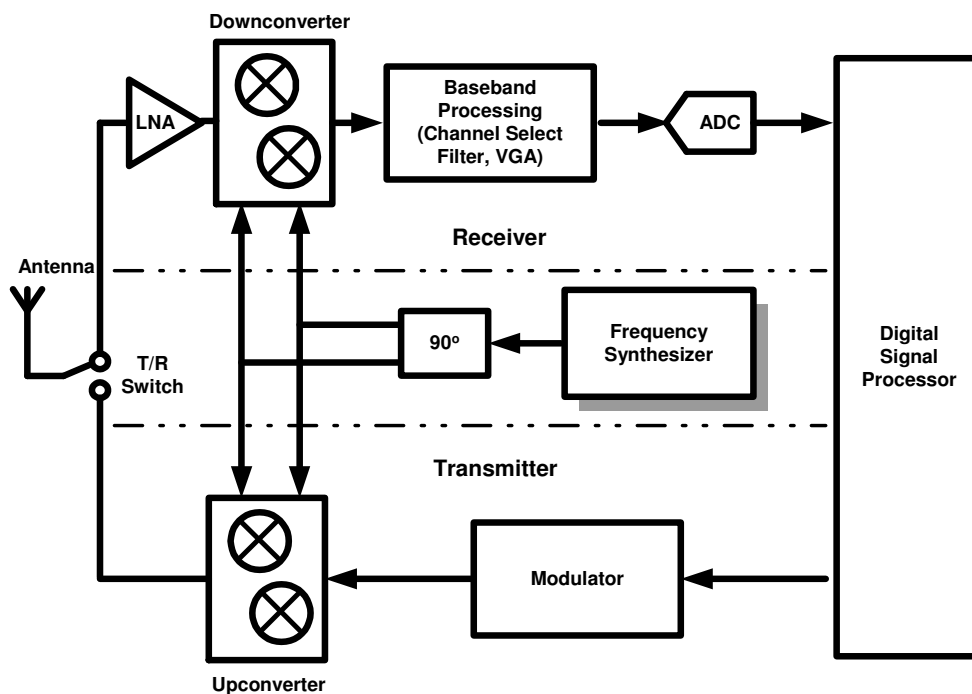 Downconverter
LNA
Baseband
Processing
(Channel Select
Filter, VGA)
ADC
Receiver
Antenna
T/R
Switch
90º
Frequency
Synthesizer
Digital
Signal
Processor
Transmitter
Modulator
Upconverter